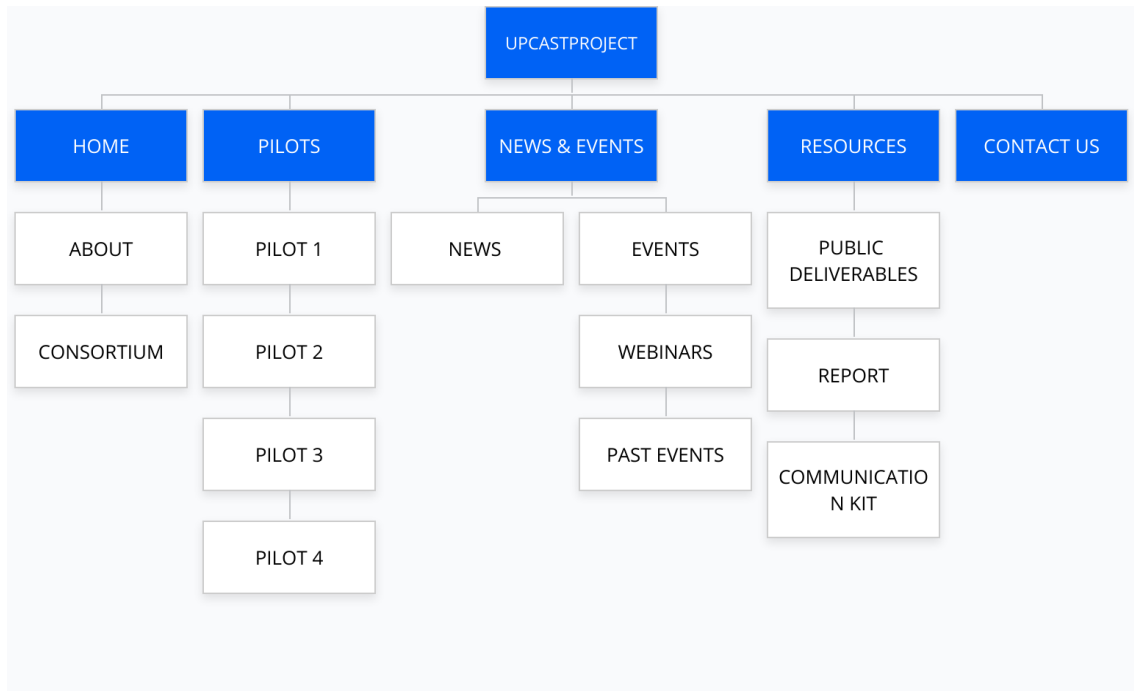 UPCASTPROJECT
HOME
PILOTS
NEWS & EVENTS
RESOURCES
CONTACT US
ABOUT
PILOT 1
NEWS
EVENTS
PUBLIC
DELIVERABLES
CONSORTIUM
PILOT 2
WEBINARS
REPORT
PILOT 3
PAST EVENTS
COMMUNICATIO
N KIT
PILOT 4